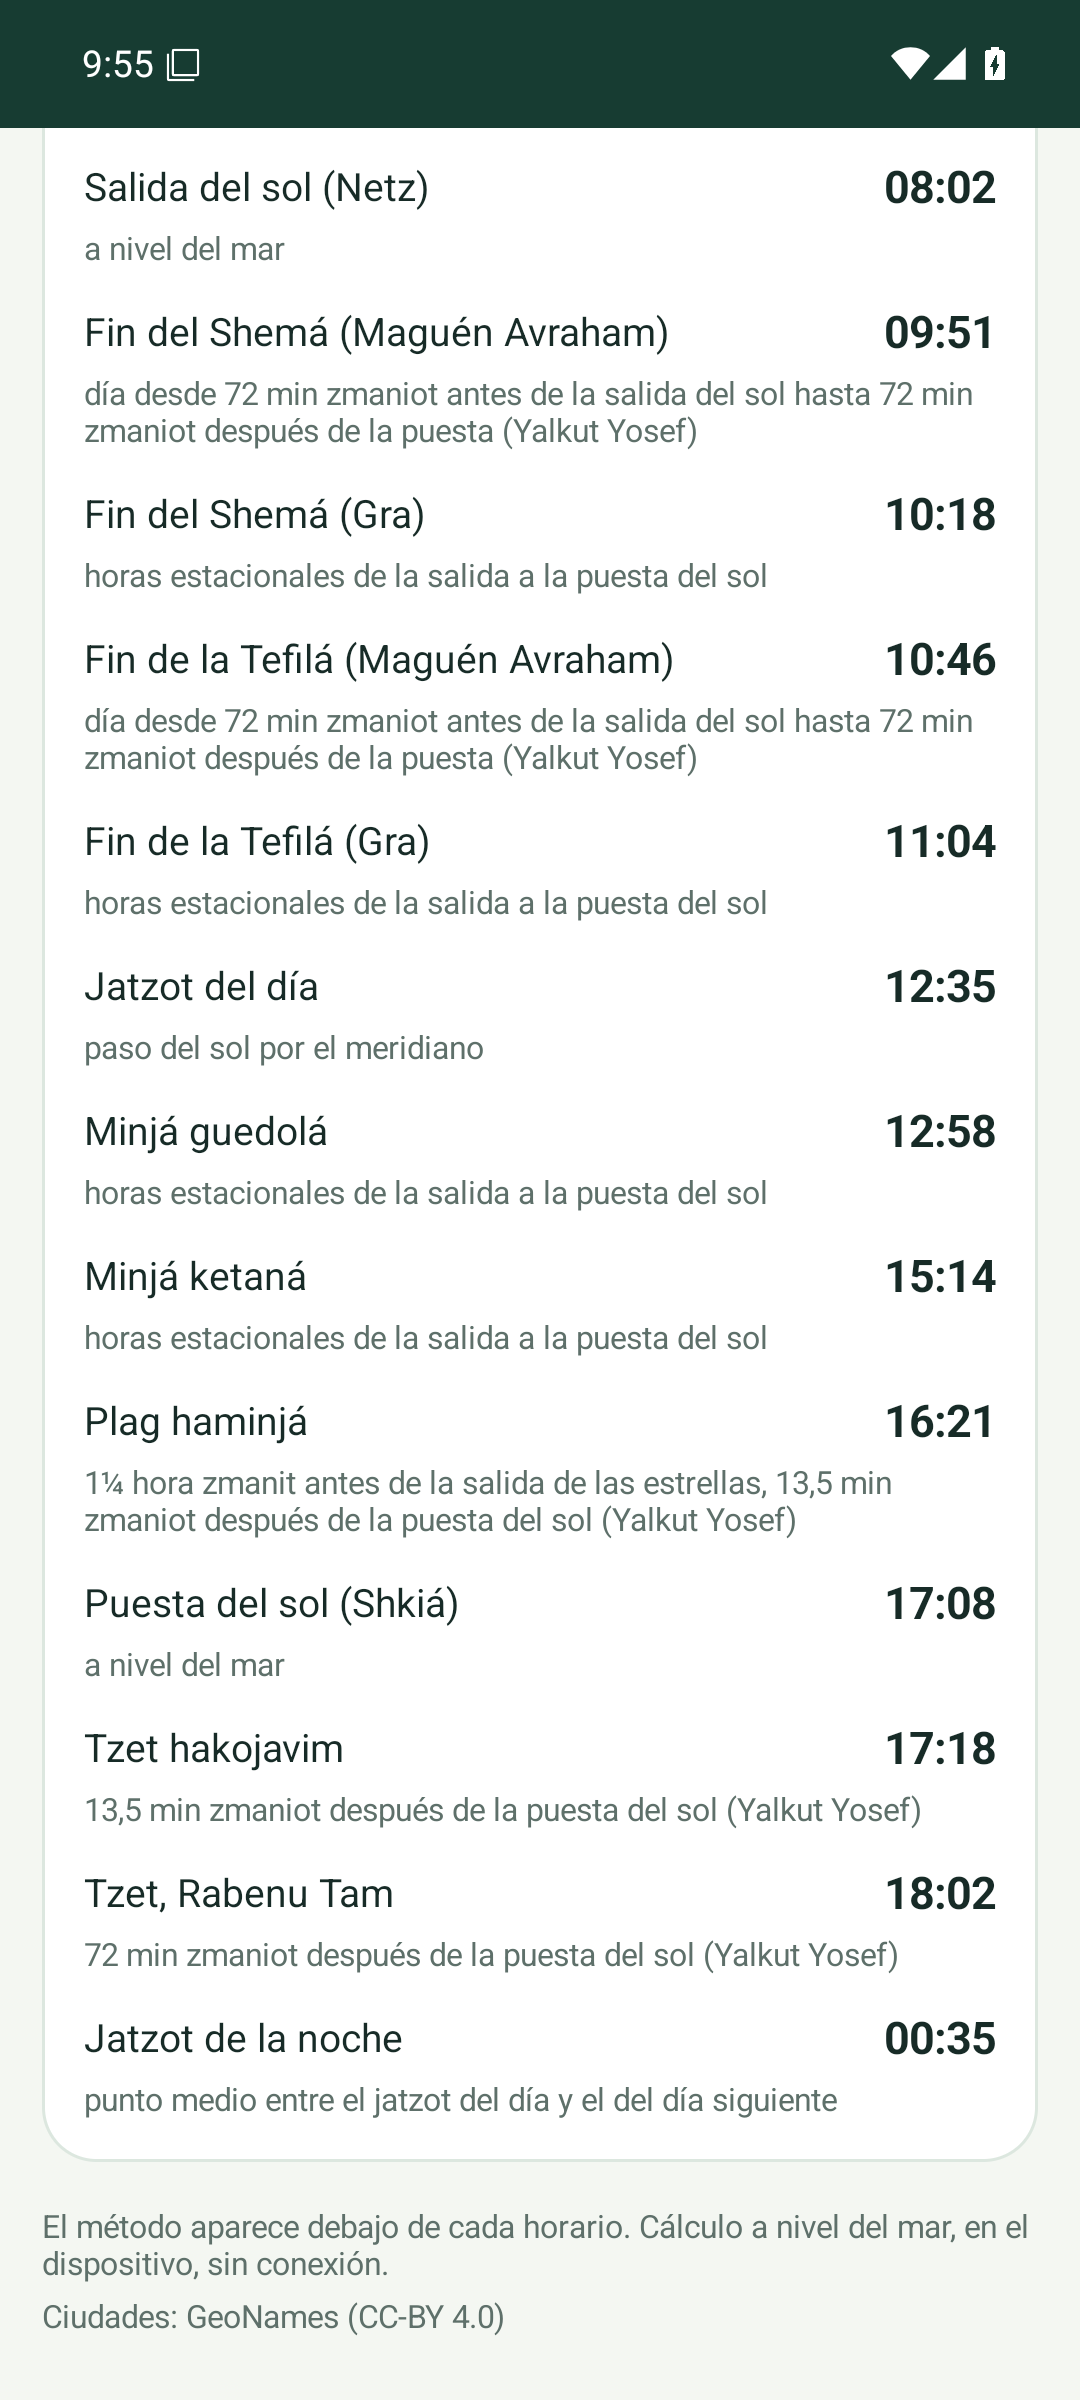 9:55
Salida del sol (Netz) 08:02
a nivel del mar
Fin del Shemá (Maguén Avraham) 09:51
día desde 72 min zmaniot antes de la salida del sol hasta 72 min
zmaniot después de la puesta (Yalkut Yosef)
Fin del Shemá (Gra) 10:18
horas estacionales de la salida a la puesta del sol
Fin de la Tefilá (Maguén Avraham) 10:46
día desde 72 min zmaniot antes de la salida del sol hasta 72 min
zmaniot después de la puesta (Yalkut Yosef)
Fin de la Tefilá (Gra) 11:04
horas estacionales de la salida a la puesta del sol
Jatzot del día 12:35
paso del sol por el meridiano
Minjá guedolá 12:58
horas estacionales de la salida a la puesta del sol
Minjá ketaná 15:14
horas estacionales de la salida a la puesta del sol
Plag haminjá 16:21
1¼ hora zmanit antes de la salida de las estrellas, 13,5 min
zmaniot después de la puesta del sol (Yalkut Yosef)
Puesta del sol (Shkiá) 17:08
a nivel del mar
Tzet hakojavim 17:18
13,5 min zmaniot después de la puesta del sol (Yalkut Yosef)
Tzet, Rabenu Tam 18:02
72 min zmaniot después de la puesta del sol (Yalkut Yosef)
Jatzot de la noche 00:35
punto medio entre el jatzot del día y el del día siguiente
El método aparece debajo de cada horario. Cálculo a nivel del mar, en el
dispositivo, sin conexión.
Ciudades: GeoNames (CC-BY 4.0)